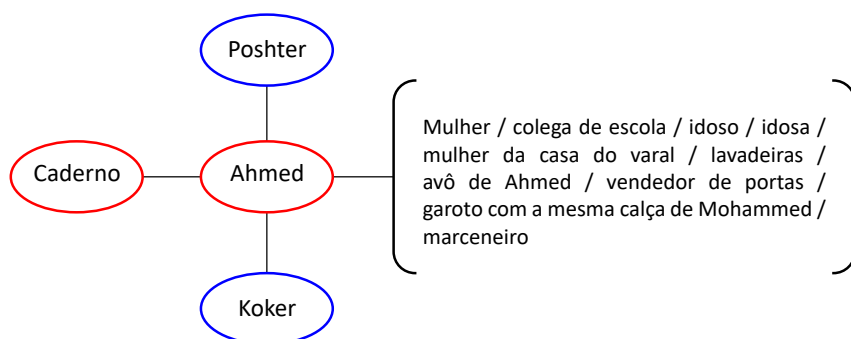 Poshter
Caderno
Ahmed
Mulher / colega de escola / idoso / idosa /
mulher da casa do varal / lavadeiras /
avô de Ahmed / vendedor de portas /
garoto com a mesma calça de Mohammed /
marceneiro
Koker